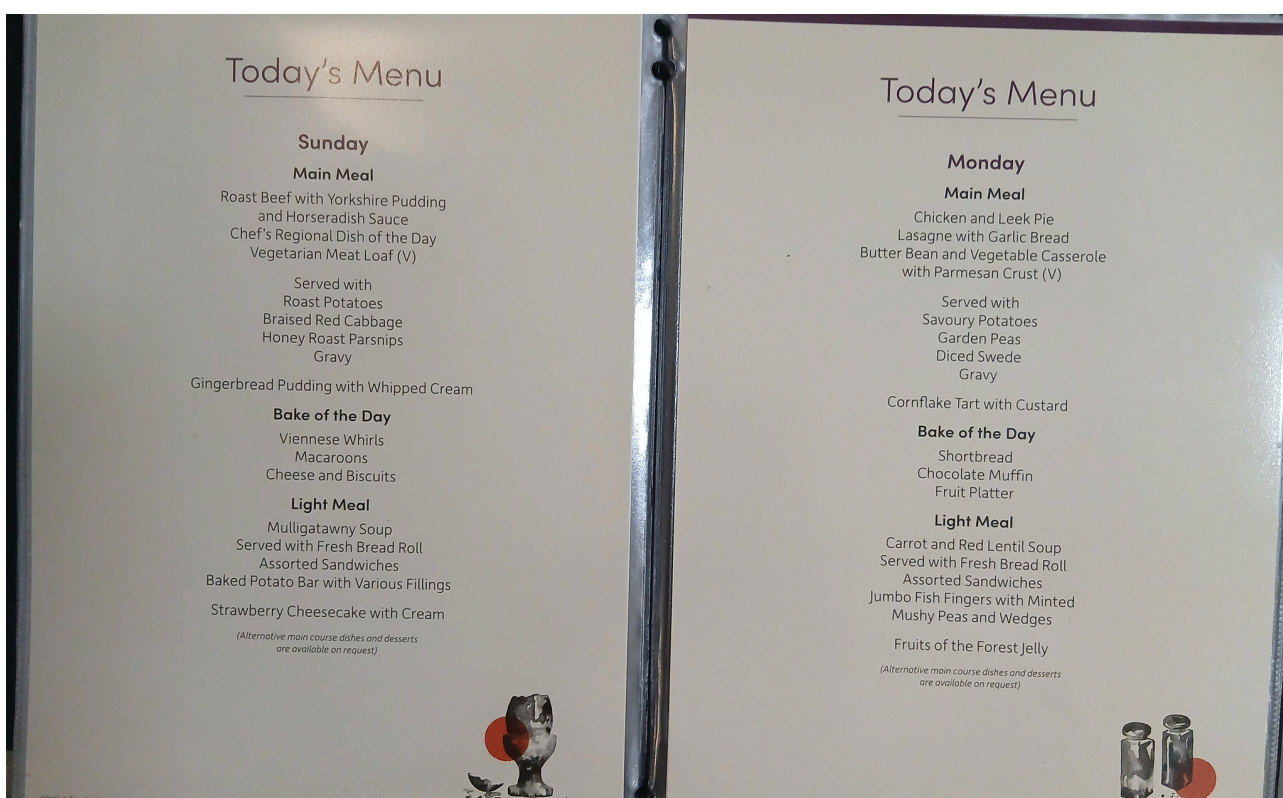 Today's Menu
Sunday
Main Meal
Roast Beef with Yorkshire Pudding
and Horseradish Sauce
Chef's Regional Dish of the Day
Vegetarian Meat Loaf (V)
Served with
Roast Potatoes
Braised Red Cabbage
Honey Roast Parsnips
Gravy
Gingerbread Pudding with Whipped Cream
Bake of the Day
Viennese Whirls
Macaroons
Cheese and Biscuits
Light Meal
Mulligatawny Soup
Served with Fresh Bread Roll
Assorted Sandwiches
Baked Potato Bar with Various Fillings
Strawberry Cheesecake with Cream
(Alternative main course dishes and desserts
are available on request)
Today's Menu
Monday
Main Meal
Chicken and Leek Pie
Lasagne with Garlic Bread
Butter Bean and Vegetable Casserole
with Parmesan Crust (V)
Served with
Savoury Potatoes
Garden Peas
Diced Swede
Gravy
Cornflake Tart with Custard
Bake of the Day
Shortbread
Chocolate Muffin
Fruit Platter
Light Meal
Carrot and Red Lentil Soup
Served with Fresh Bread Roll
Assorted Sandwiches
Jumbo Fish Fingers with Minted
Mushy Peas and Wedges
Fruits of the Forest Jelly
(Alternative main course dishes and desserts
are available on request)